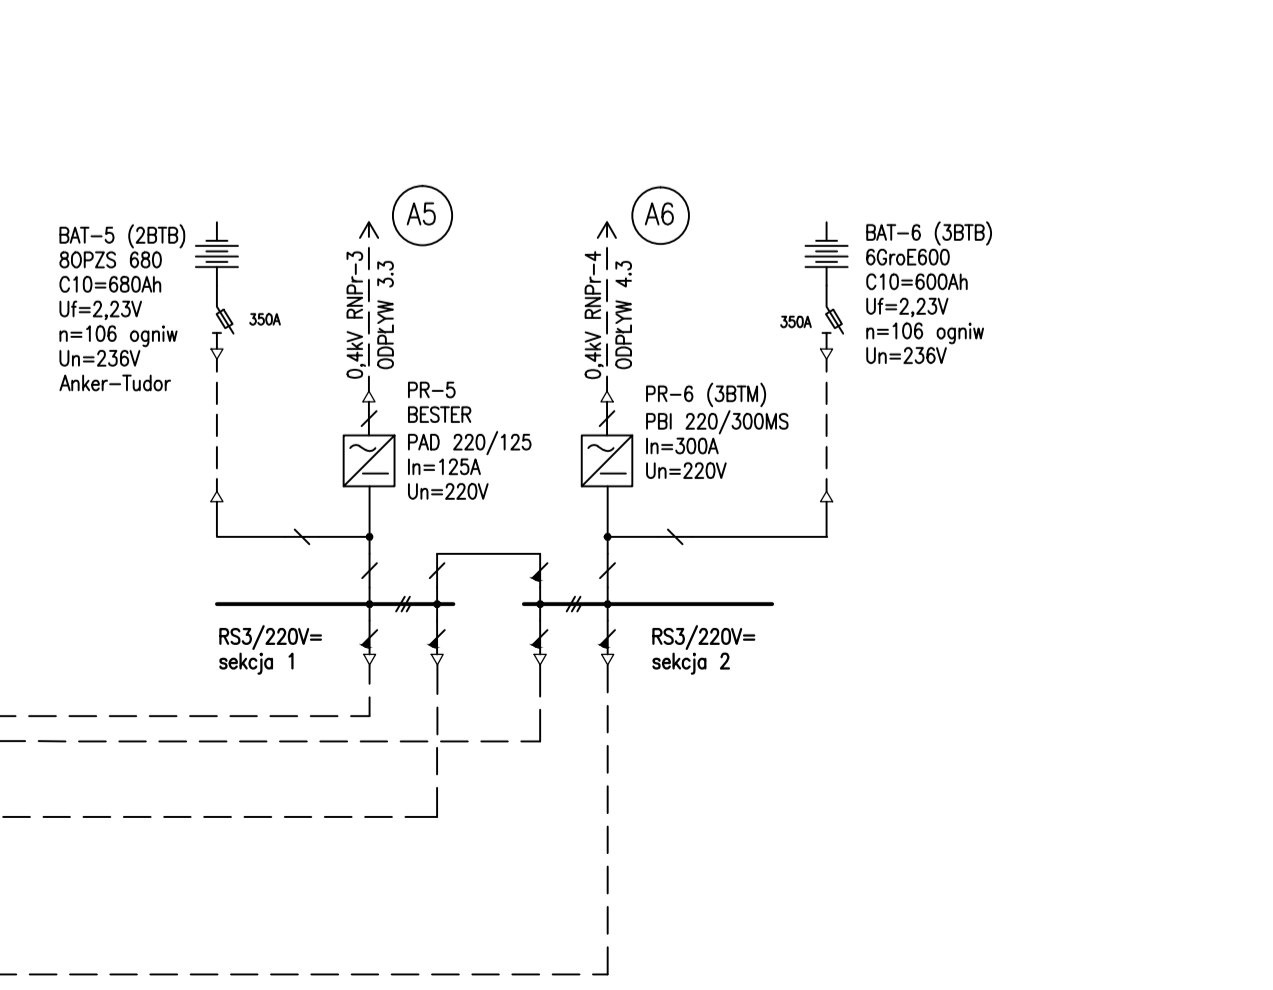 A5
A6
BAT-5 (2BTB)
8OPZS 680
C10=680Ah
Uf=2,23V
n=106 ogniw
Un=236V
Anker-Tudor
350A
0,4kV RNPr-3
ODPŁYW 3.3
0,4kV RNPr-4
ODPŁYW 4.3
350A
BAT-6 (3BTB)
6GroE600
C10=600Ah
Uf=2,23V
n=106 ogniw
Un=236V
PR-5
BESTER
PAD 220/125
In=125A
Un=220V
PR-6 (3BTM)
PBI 220/300MS
In=300A
Un=220V
RS3/220V=
sekcja 1
RS3/220V=
sekcja 2